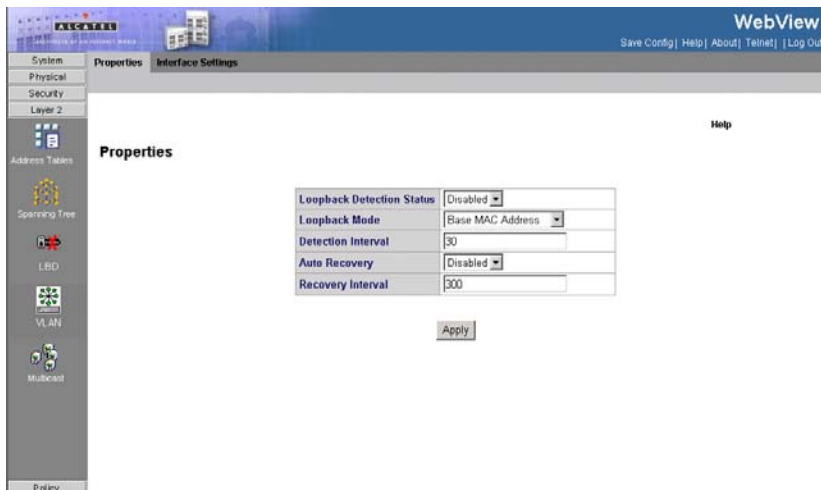 ALCATEL
WebView
Save Config| Help| About| Telnet| |Log Out
System
Physical
Security
Layer 2
Address Tables
Spanning Tree
LBD
VLAN
Multicast
Policy
Properties Interface Settings
Help
Properties
Loopback Detection Status Disabled
Loopback Mode Base MAC Address
Detection Interval 30
Auto Recovery Disabled
Recovery Interval 300
Apply